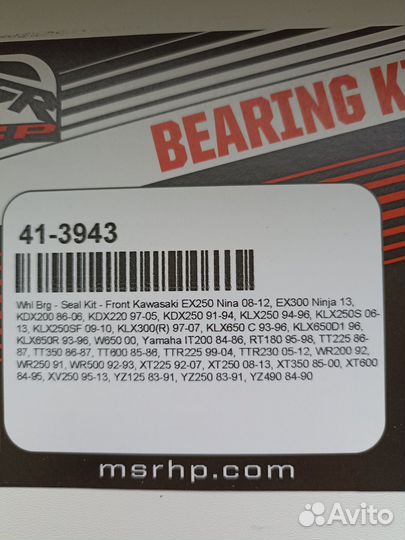 BEARING K
EP
41-3943
Whl Brg - Seal Kit - Front Kawasaki EX250 Nina 08-12, EX300 Ninja 13,
KDX200 86-06, KDX220 97-05, KDX250 91-94, KLX250 94-96, KLX250S 06-
13, KLX250SF 09-10, KLX300(R) 97-07, KLX650 C 93-96, KLX650D1 96,
KLX650R 93-96, W650 00, Yamaha IT200 84-86, RT180 95-98, TT225 86-
87, TT350 86-87, TT600 85-86, TTR225 99-04, TTR230 05-12, WR200 92,
WR250 91, WR500 92-93, XT225 92-07, XT250 08-13, XT350 85-00, XT600
84-95, XV250 95-13, YZ125 83-91, YZ250 83-91, YZ490 84-90
msrhp.com
Avito